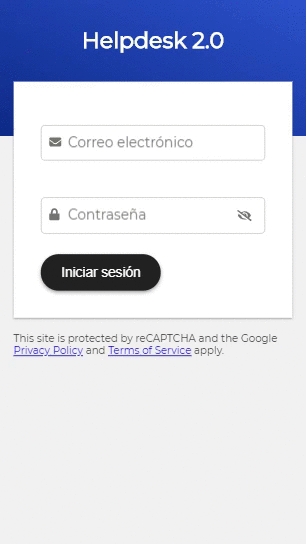 Helpdesk 2.0
Correo electrónico
Contraseña
Iniciar sesión
This site is protected by reCAPTCHA and the Google
Privacy Policy and Terms of Service apply.